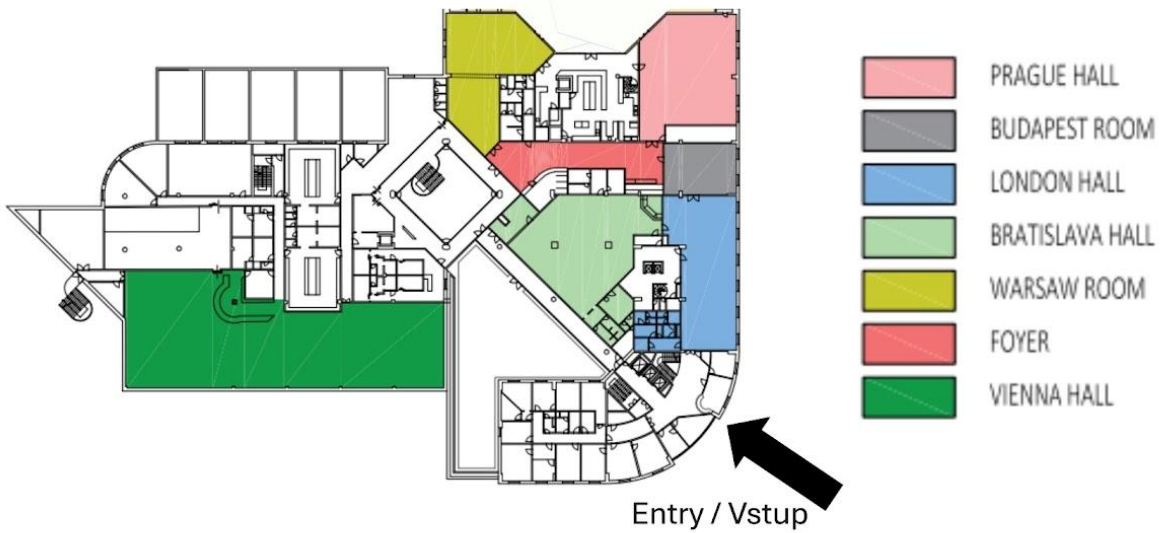 PRAGUE HALL
BUDAPEST ROOM
LONDON HALL
BRATISLAVA HALL
WARSAW ROOM
FOYER
VIENNA HALL
Entry / Vstup